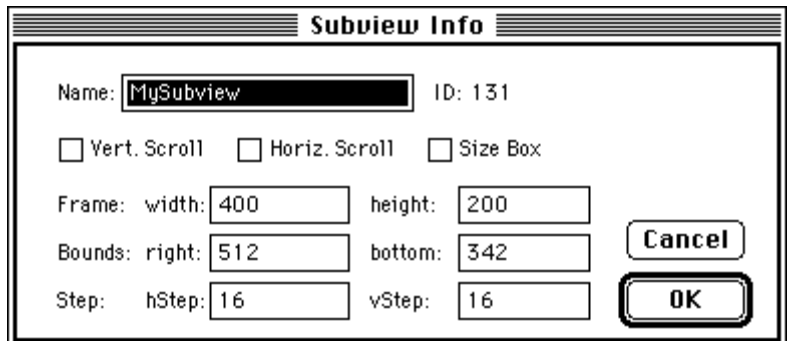 Subview Info
Name: MySubview ID: 131
Vert. Scroll Horiz. Scroll Size Box
Frame: width: 400 height: 200
Bounds: right: 512 bottom: 342
Cancel
Step: hStep: 16 vStep: 16
OK